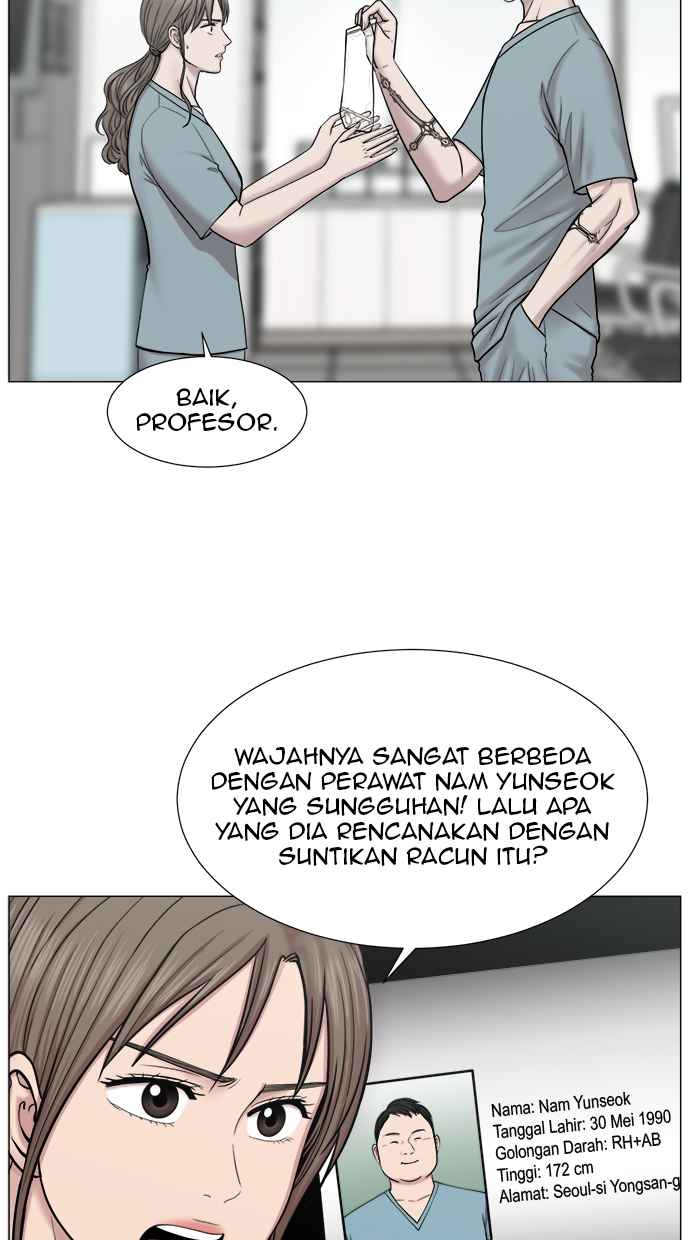 BAIK,
PROFESOR.
WAJAHNYA SANGAT BERBEDA
DENGAN PERAWAT NAM YUNSEOK
YANG SUNGGUHAN! LALU APA
YANG DIA RENCANAKAN DENGAN
SUNTIKAN RACUN ITU?
Nama: Nam Yunseok
Tanggal Lahir: 30 Mei 1990
Golongan Darah: RH+AB
Tinggi: 172 cm
Alamat: Seoul-si Yongsan-g